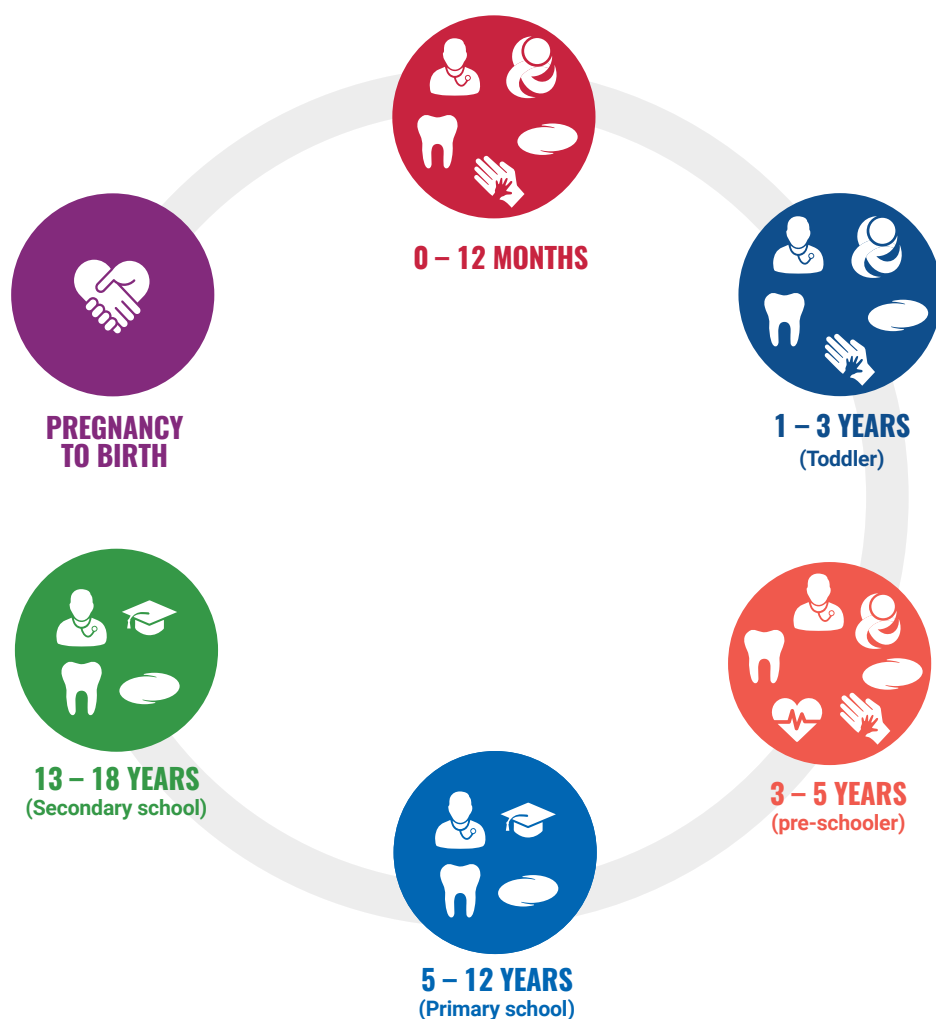 0 – 12 MONTHS
PREGNANCY
TO BIRTH
1 – 3 YEARS
(Toddler)
13 – 18 YEARS
(Secondary school)
3 – 5 YEARS
(pre-schooler)
5 – 12 YEARS
(Primary school)